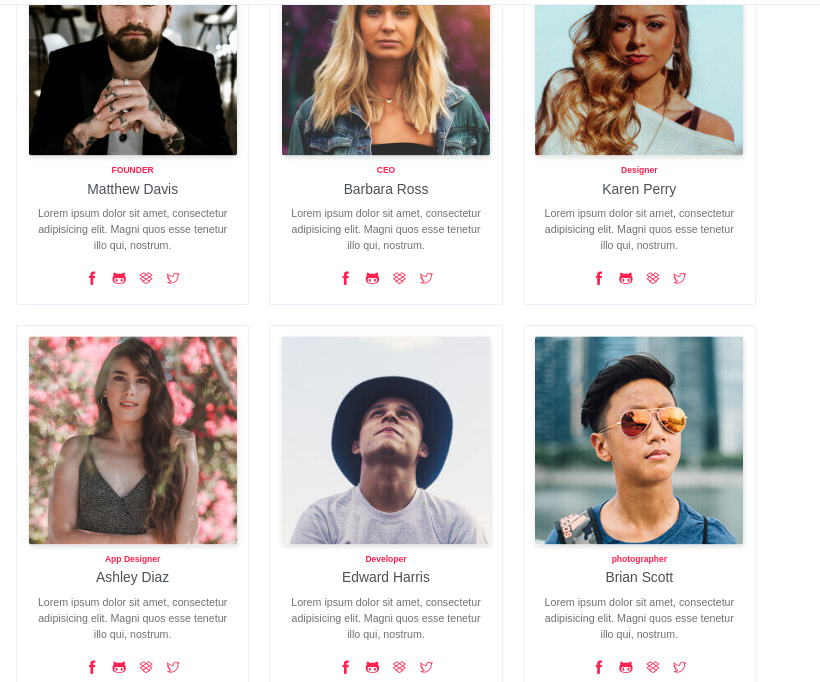 FOUNDER
Matthew Davis
Lorem ipsum dolor sit amet, consectetur
adipisicing elit. Magni quos esse tenetur
illo qui, nostrum.
CEO
Barbara Ross
Lorem ipsum dolor sit amet, consectetur
adipisicing elit. Magni quos esse tenetur
illo qui, nostrum.
Designer
Karen Perry
Lorem ipsum dolor sit amet, consectetur
adipisicing elit. Magni quos esse tenetur
illo qui, nostrum.
App Designer
Ashley Diaz
Lorem ipsum dolor sit amet, consectetur
adipisicing elit. Magni quos esse tenetur
illo qui, nostrum.
Developer
Edward Harris
Lorem ipsum dolor sit amet, consectetur
adipisicing elit. Magni quos esse tenetur
illo qui, nostrum.
photographer
Brian Scott
Lorem ipsum dolor sit amet, consectetur
adipisicing elit. Magni quos esse tenetur
illo qui, nostrum.